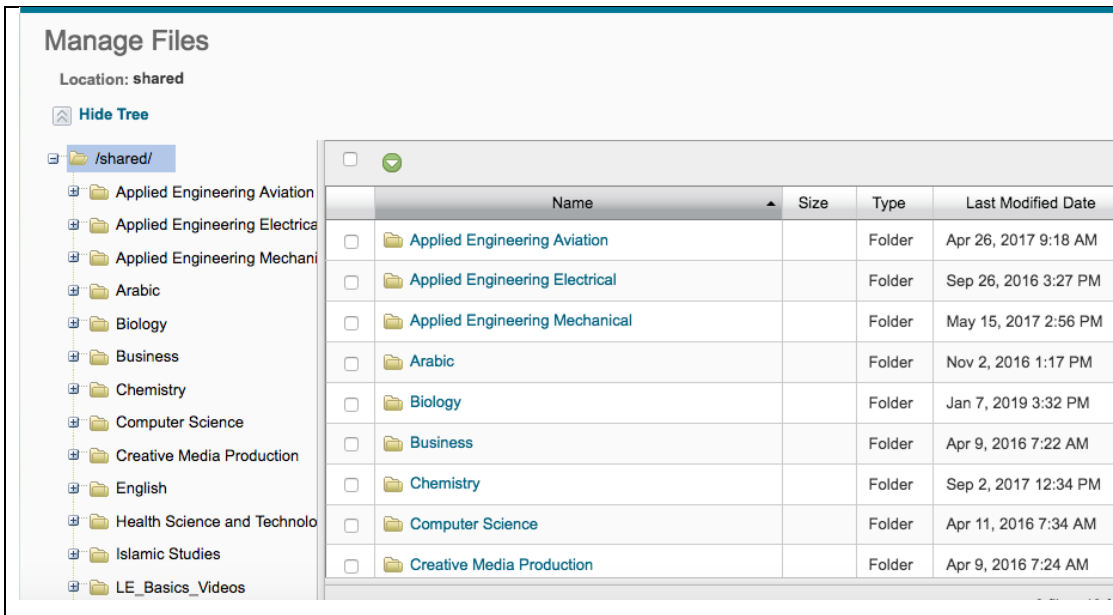 Manage Files
Location: shared
Hide Tree
/shared/
Applied Engineering Aviation
Applied Engineering Electrica
Applied Engineering Mechani
Arabic
Biology
Business
Chemistry
Computer Science
Creative Media Production
English
Health Science and Technolo
Islamic Studies
LE_Basics_Videos
Name Size Type Last Modified Date
Applied Engineering Aviation Folder Apr 26, 2017 9:18 AM
Applied Engineering Electrical Folder Sep 26, 2016 3:27 PM
Applied Engineering Mechanical Folder May 15, 2017 2:56 PM
Arabic Folder Nov 2, 2016 1:17 PM
Biology Folder Jan 7, 2019 3:32 PM
Business Folder Apr 9, 2016 7:22 AM
Chemistry Folder Sep 2, 2017 12:34 PM
Computer Science Folder Apr 11, 2016 7:34 AM
Creative Media Production Folder Apr 9, 2016 7:24 AM